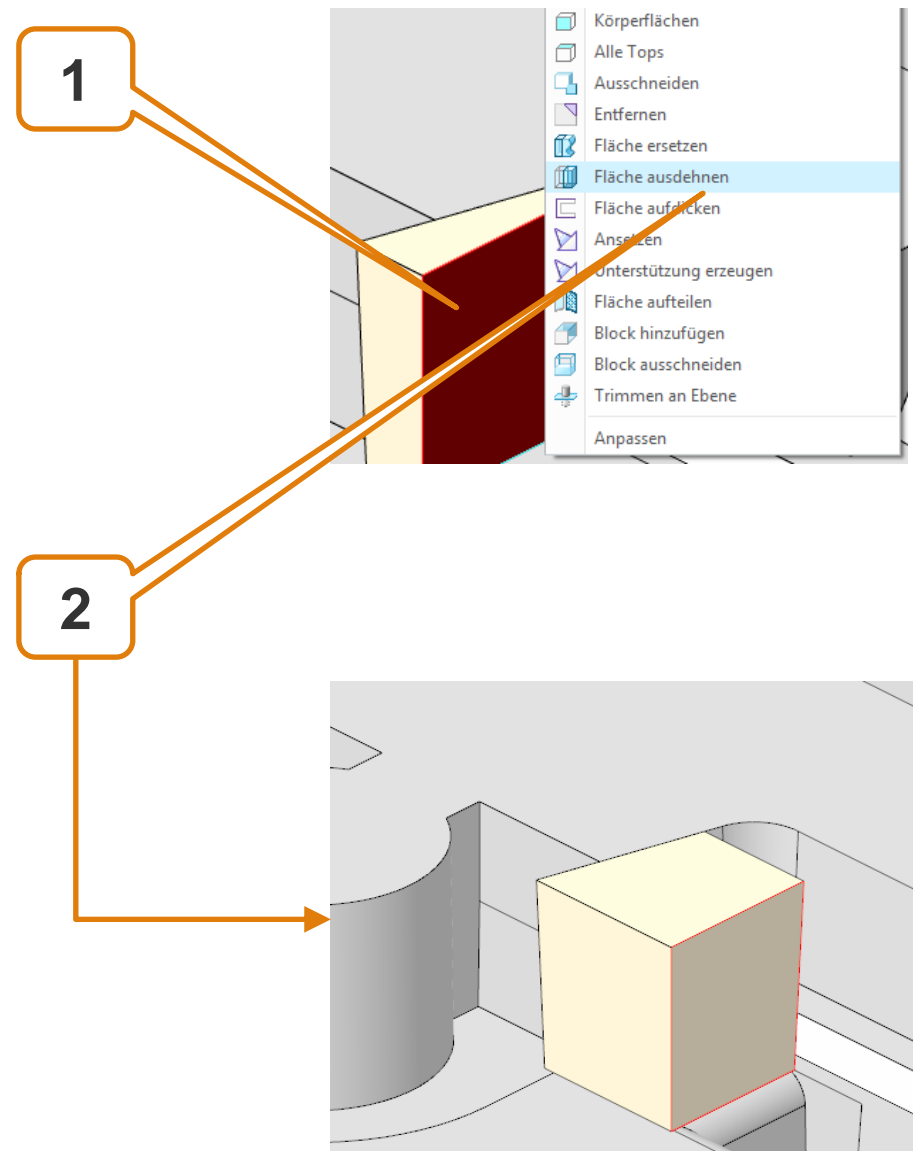 1
Körperflächen
Alle Tops
Ausschneiden
Entfernen
Fläche ersetzen
Fläche ausdehnen
Fläche aufdicken
Ansetzen
Unterstützung erzeugen
Fläche aufteilen
Block hinzufügen
Block ausschneiden
Trimmen an Ebene
Anpassen
2